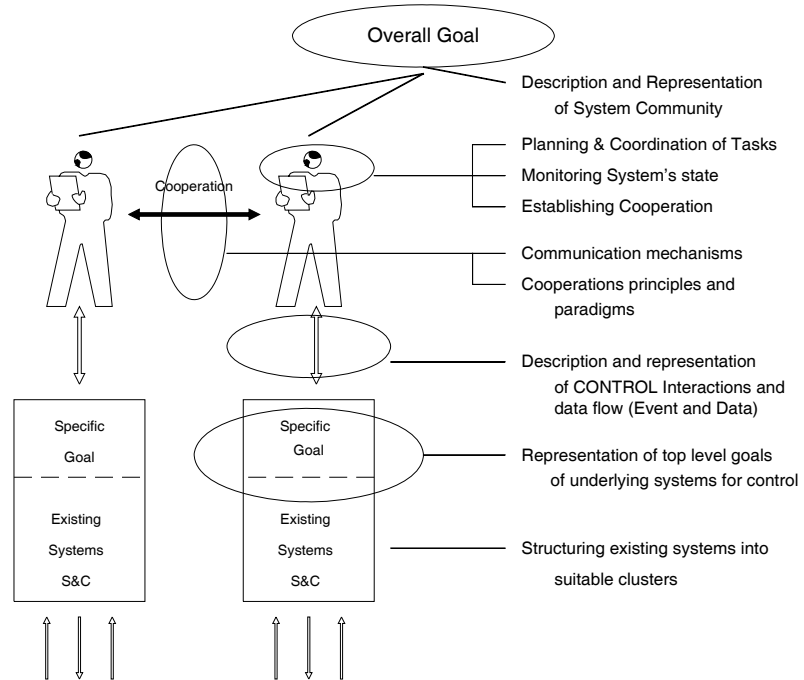 Overall Goal
Description and Representation
of System Community
Planning & Coordination of Tasks
Monitoring System's state
Establishing Cooperation
Cooperation
Communication mechanisms
Cooperations principles and
paradigms
Description and representation
of CONTROL Interactions and
data flow (Event and Data)
Specific
Goal
Existing
Systems
S&C
Specific
Goal
Existing
Systems
S&C
Representation of top level goals
of underlying systems for control
Structuring existing systems into
suitable clusters